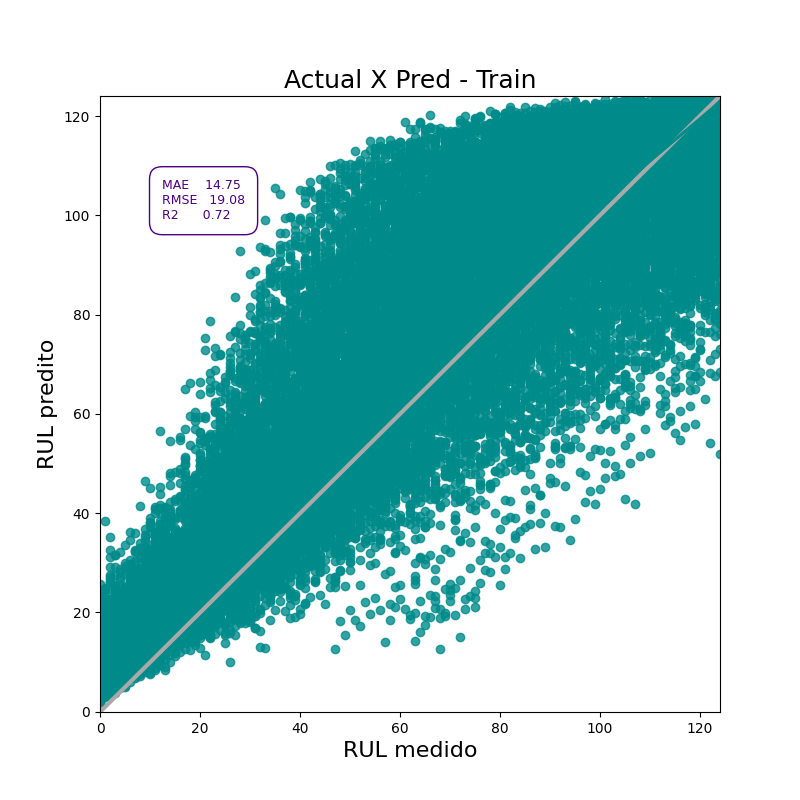 Actual X Pred - Train
120
100
80
60
40
20
0
MAE 14.75
RMSE 19.08
R2 0.72
RUL predito
0 20 40 60 80 100 120
RUL medido